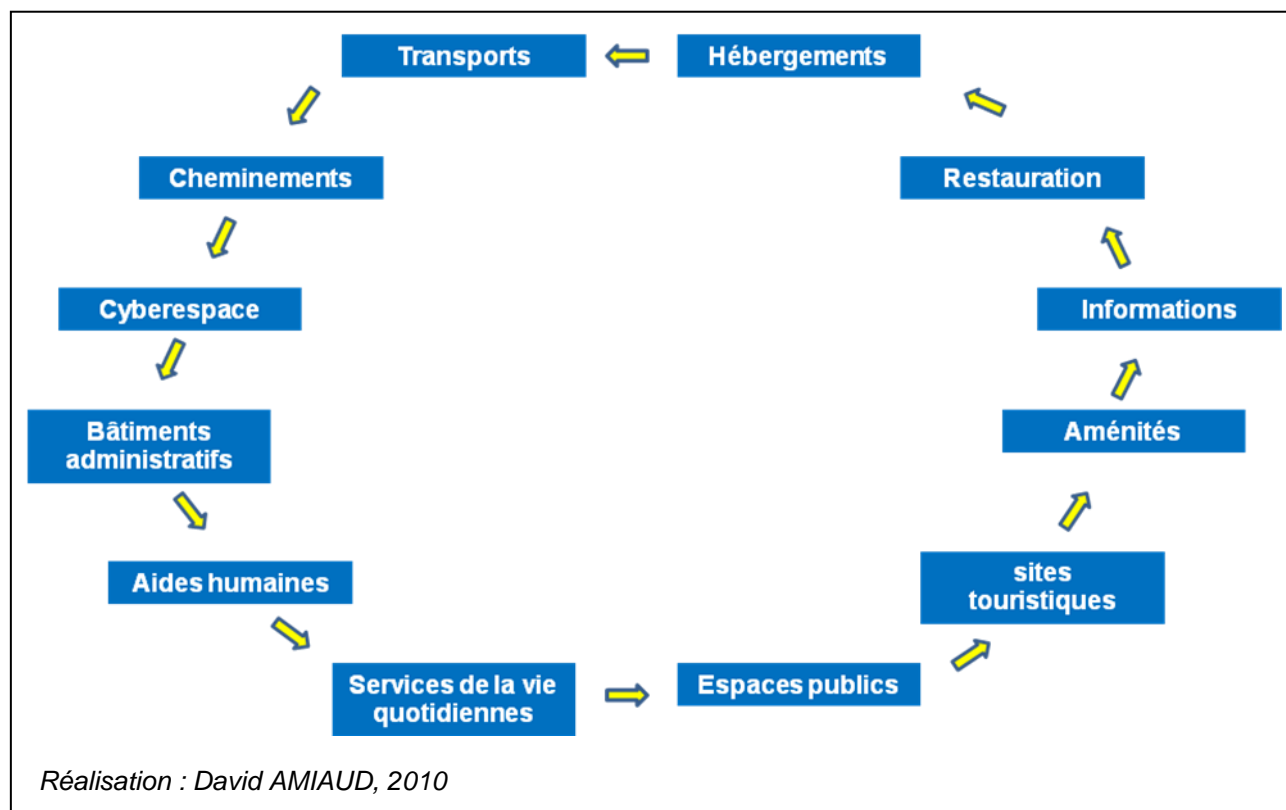 Transports
Hébergements
Cheminements
Restauration
Cyberespace
Informations
Bâtiments
administratifs
Aménités
Aides humaines
sites
touristiques
Services de la vie
quotidiennes
Espaces publics
Réalisation : David AMIAUD, 2010